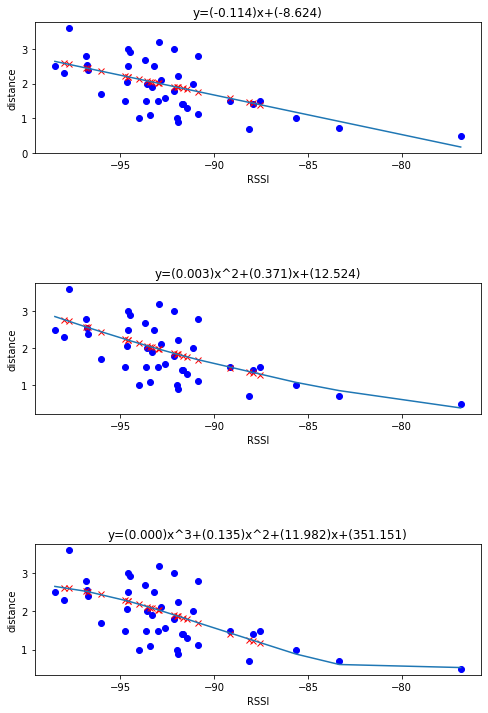 y=(-0.114)x+(-8.624)
3
2
1
0
distance
−95
−90
−85
−80
RSSI
y=(0.003)x^2+(0.371)x+(12.524)
3
2
1
distance
−95
−90
−85
−80
RSSI
y=(0.000)x^3+(0.135)x^2+(11.982)x+(351.151)
3
2
1
distance
−95
−90
−85
−80
RSSI